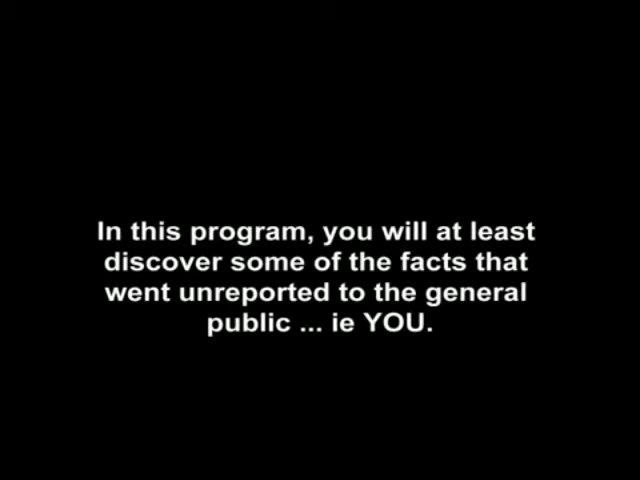 In this program, you will at least
discover some of the facts that
went unreported to the general
public ... ie YOU.